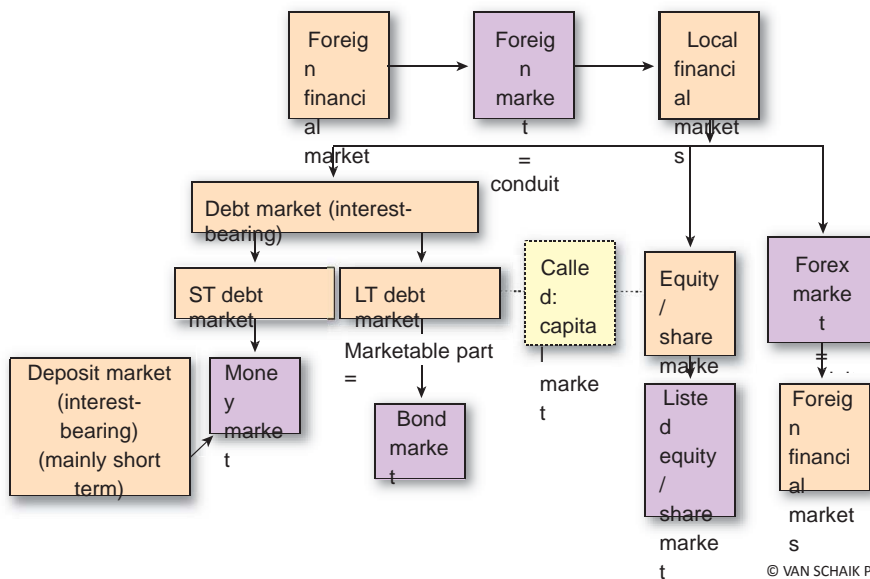 Foreig
n
financi
al
market
Foreig
n
marke
t
=
conduit
Local
financi
al
market
s
Debt market (interest-
bearing)
ST debt
market
LT debt
market
Calle
d:
capita
l
marke
t
Equity
/
share
marke
Forex
marke
t
=
Marketable part
=
Deposit market
(interest-
bearing)
(mainly short
term)
Mone
y
marke
t
Bond
marke
t
Liste
d
equity
/
share
marke
t
Foreig
n
financi
al
market
s
© VAN SCHAIK P